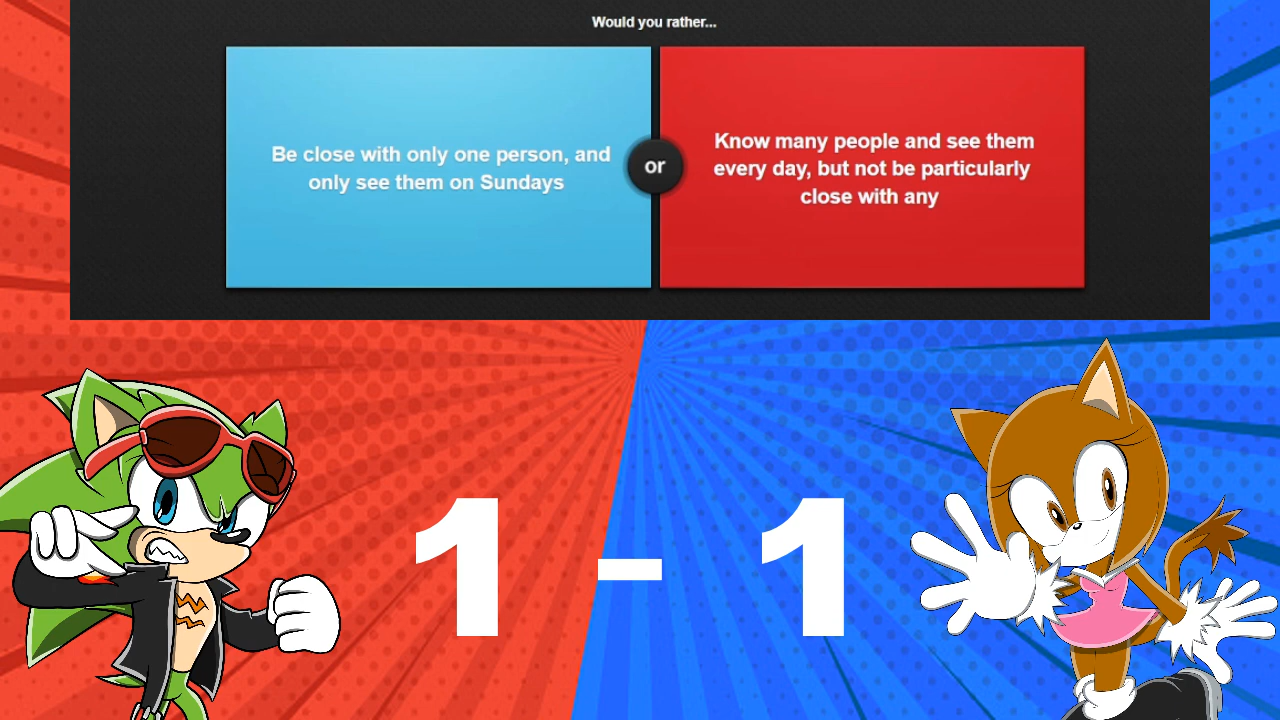 Would you rather...
Be close with only one person, and
only see them on Sundays
or
Know many people and see them
every day, but not be particularly
close with any
1 - 1